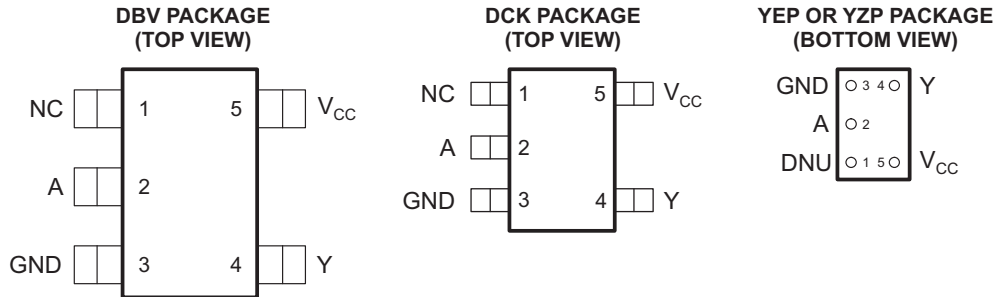 DBV PACKAGE
(TOP VIEW)
NC 1 5 VCC
A 2
GND 3 4 Y
DCK PACKAGE
(TOP VIEW)
NC 1 5 VCC
A 2
GND 3 4 Y
YEP OR YZP PACKAGE
(BOTTOM VIEW)
GND 3 4 Y
A 2
DNU 1 5 VCC